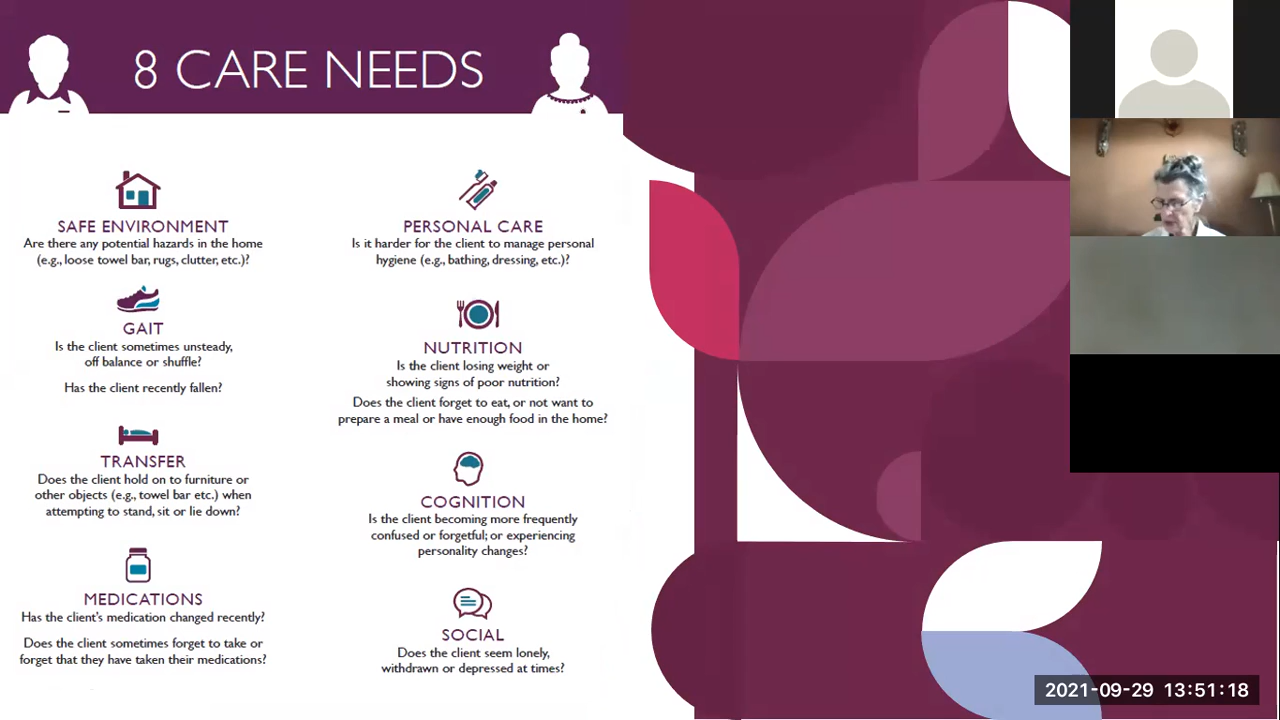 8 CARE NEEDS
SAFE ENVIRONMENT
Are there any potential hazards in the home
(e.g., loose towel bar, rugs, clutter, etc.)?
GAIT
Is the client sometimes unsteady,
off balance or shuffle?
Has the client recently fallen?
TRANSFER
Does the client hold on to furniture or
other objects (e.g., towel bar etc.) when
attempting to stand, sit or lie down?
MEDICATIONS
Has the client's medication changed recently?
Does the client sometimes forget to take or
forget that they have taken their medications?
PERSONAL CARE
Is it harder for the client to manage personal
hygiene (e.g., bathing, dressing, etc.)?
NUTRITION
Is the client losing weight or
showing signs of poor nutrition?
Does the client forget to eat, or not want to
prepare a meal or have enough food in the home?
COGNITION
Is the client becoming more frequently
confused or forgetful; or experiencing
personality changes?
SOCIAL
Does the client seem lonely,
withdrawn or depressed at times?
2021-09-29 13:51:18